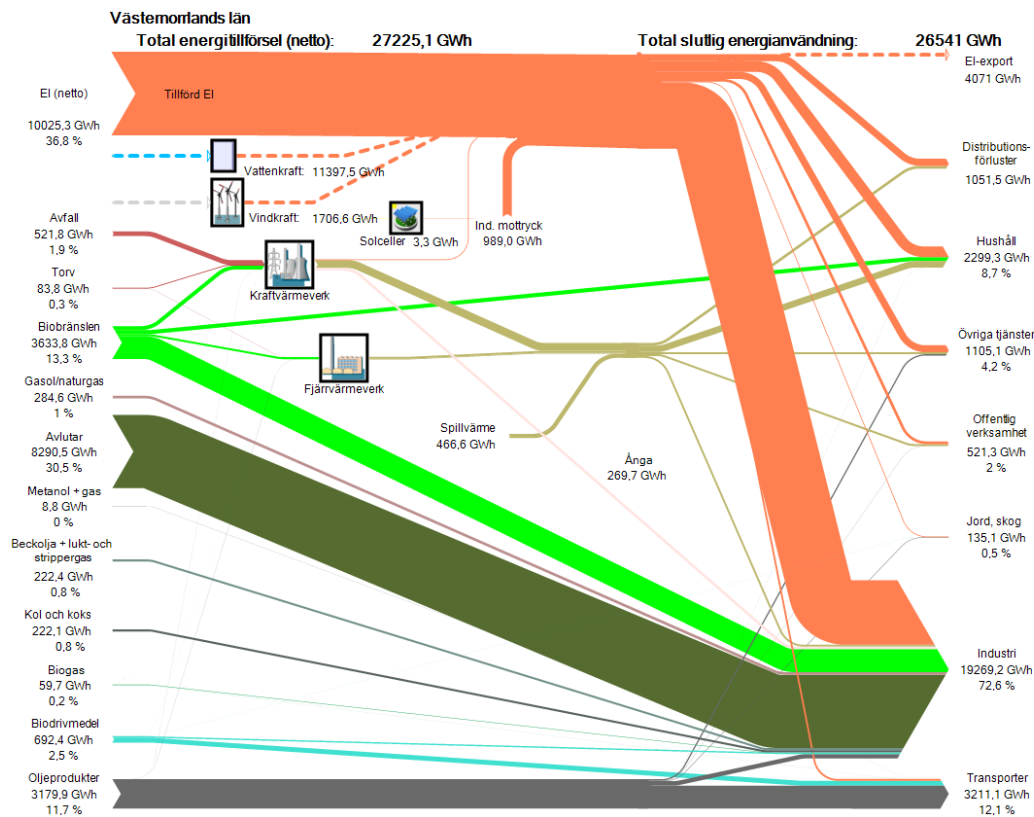 Västernorrlands län
Total energitillförsel (netto): 27225,1 GWh
Total slutlig energianvändning: 26541 GWh
El (netto)
10025,3 GWh
36,8 %
Tillförd El
Vattenkraft: 11397,5 GWh
Vindkraft: 1706,6 GWh
Solceller 3,3 GWh
Ind. mottryck
989,0 GWh
Avfall
521,8 GWh
1,9 %
Torv
83,8 GWh
0,3 %
Kraftvärmeverk
Biobränslen
3633,8 GWh
13,3 %
Fjärrvärmeverk
Gasol/naturgas
284,6 GWh
1 %
Avlutar
8290,5 GWh
30,5 %
Spillvärme
466,6 GWh
Ånga
269,7 GWh
Metanol + gas
8,8 GWh
0 %
Beckolja + lukt- och
strippergas
222,4 GWh
0,8 %
Kol och koks
222,1 GWh
0,8 %
Biogas
59,7 GWh
0,2 %
Biodrivmedel
692,4 GWh
2,5 %
Oljeprodukter
3179,9 GWh
11,7 %
El-export
4071 GWh
Distributions-
förluster
1051,5 GWh
Hushåll
2299,3 GWh
8,7 %
Övriga tjänster
1105,1 GWh
4,2 %
Offentlig
verksamhet
521,3 GWh
2 %
Jord, skog
135,1 GWh
0,5 %
Industri
19269,2 GWh
72,6 %
Transporter
3211,1 GWh
12,1 %